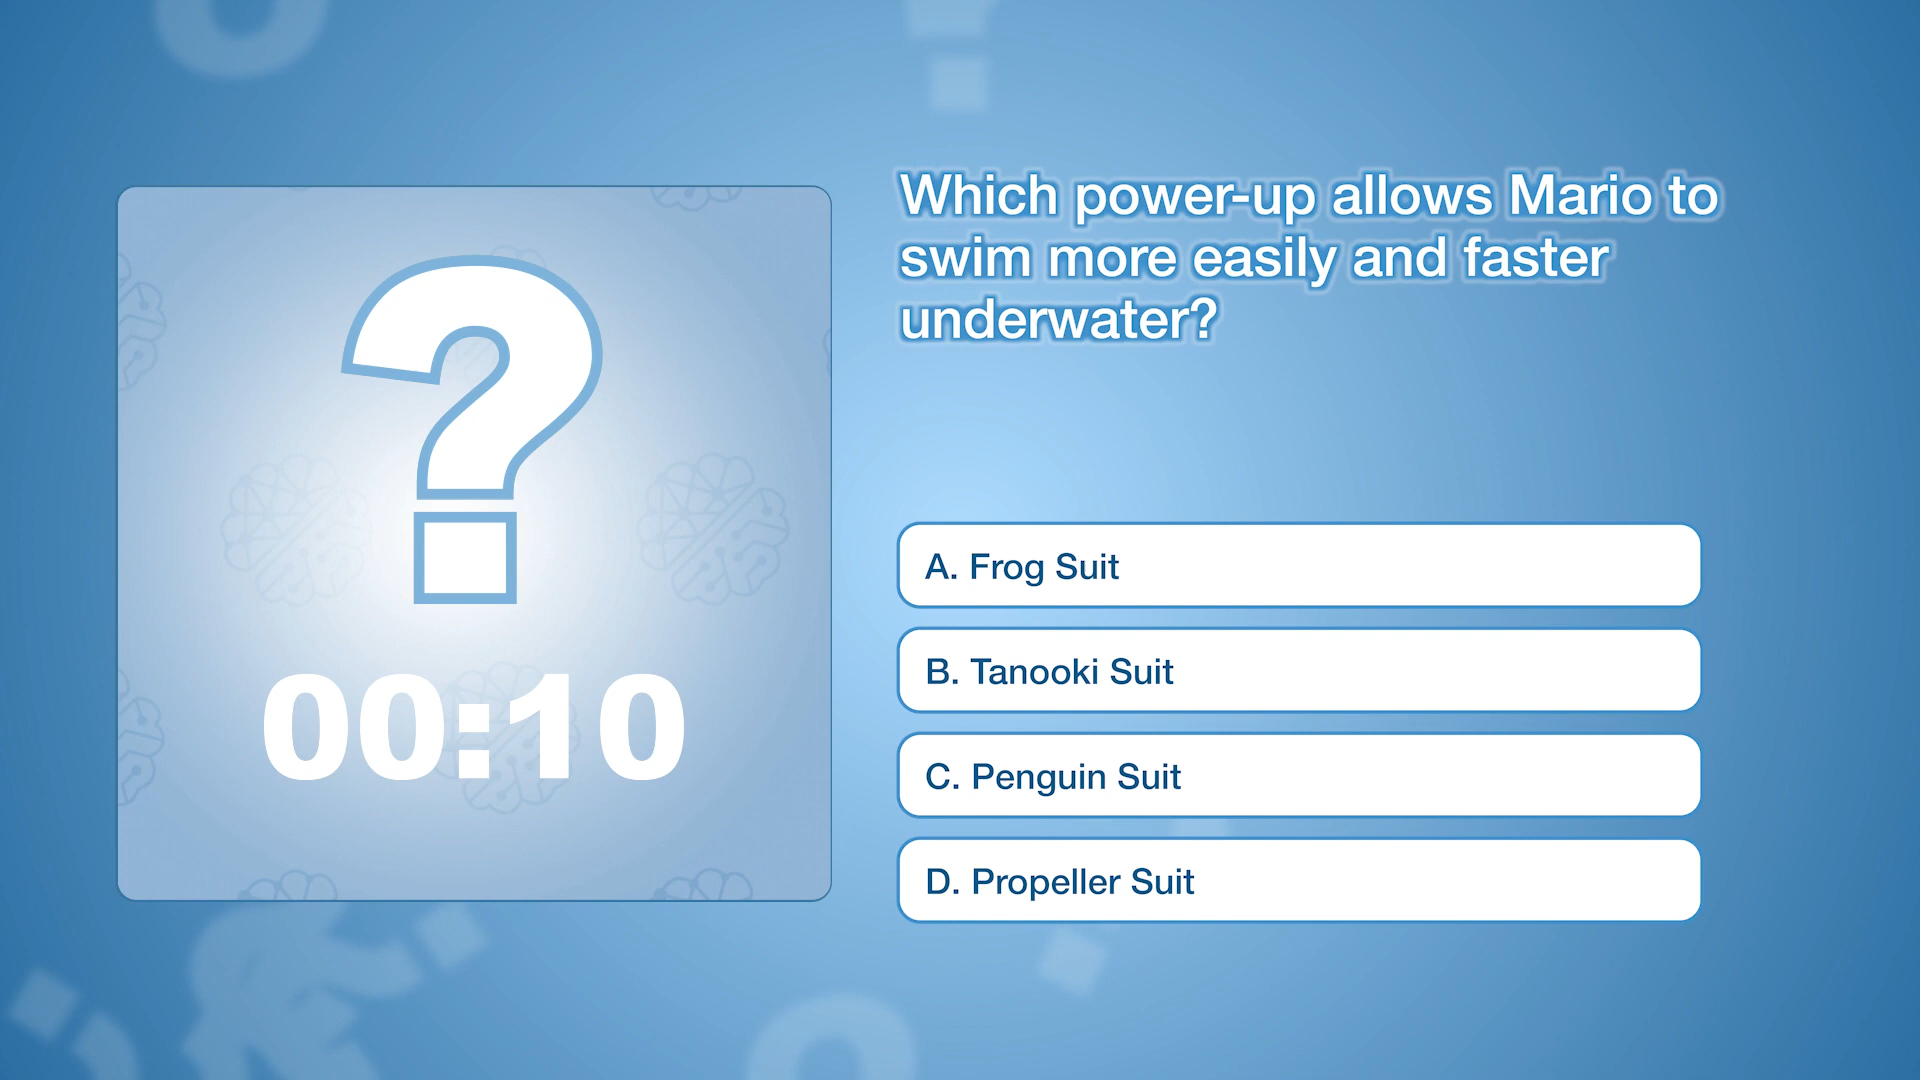 Which power-up allows Mario to
swim more easily and faster
underwater?
?
00:10
A. Frog Suit
B. Tanooki Suit
C. Penguin Suit
D. Propeller Suit